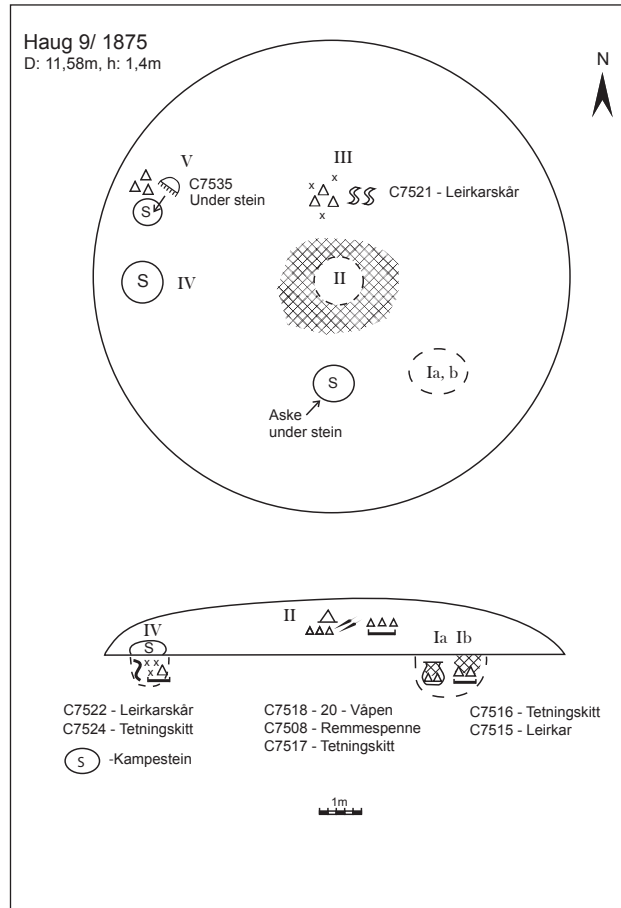 Haug 9/ 1875
D: 11,58m, h: 1,4m
N
V
C7535
Under stein
S
III
x
x
x
C7521 - Leirkarskår
S
IV
II
Ia, b
S
Aske
under stein
II
IV
S
x x
x
Ia Ib
C7522 - Leirkarskår
C7524 - Tetningskitt
S -Kampestein
C7518 - 20 - Våpen
C7508 - Remmespenne
C7517 - Tetningskitt
C7516 - Tetningskitt
C7515 - Leirkar
1m